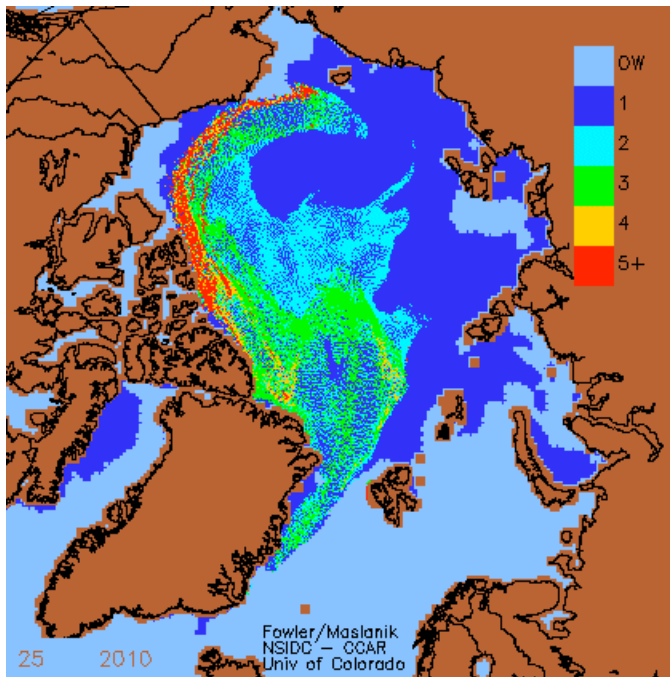 OW
1
2
3
4
5+
Fowler/Maslanik
NSIDC – CCAR
Univ of Colorado
25 2010